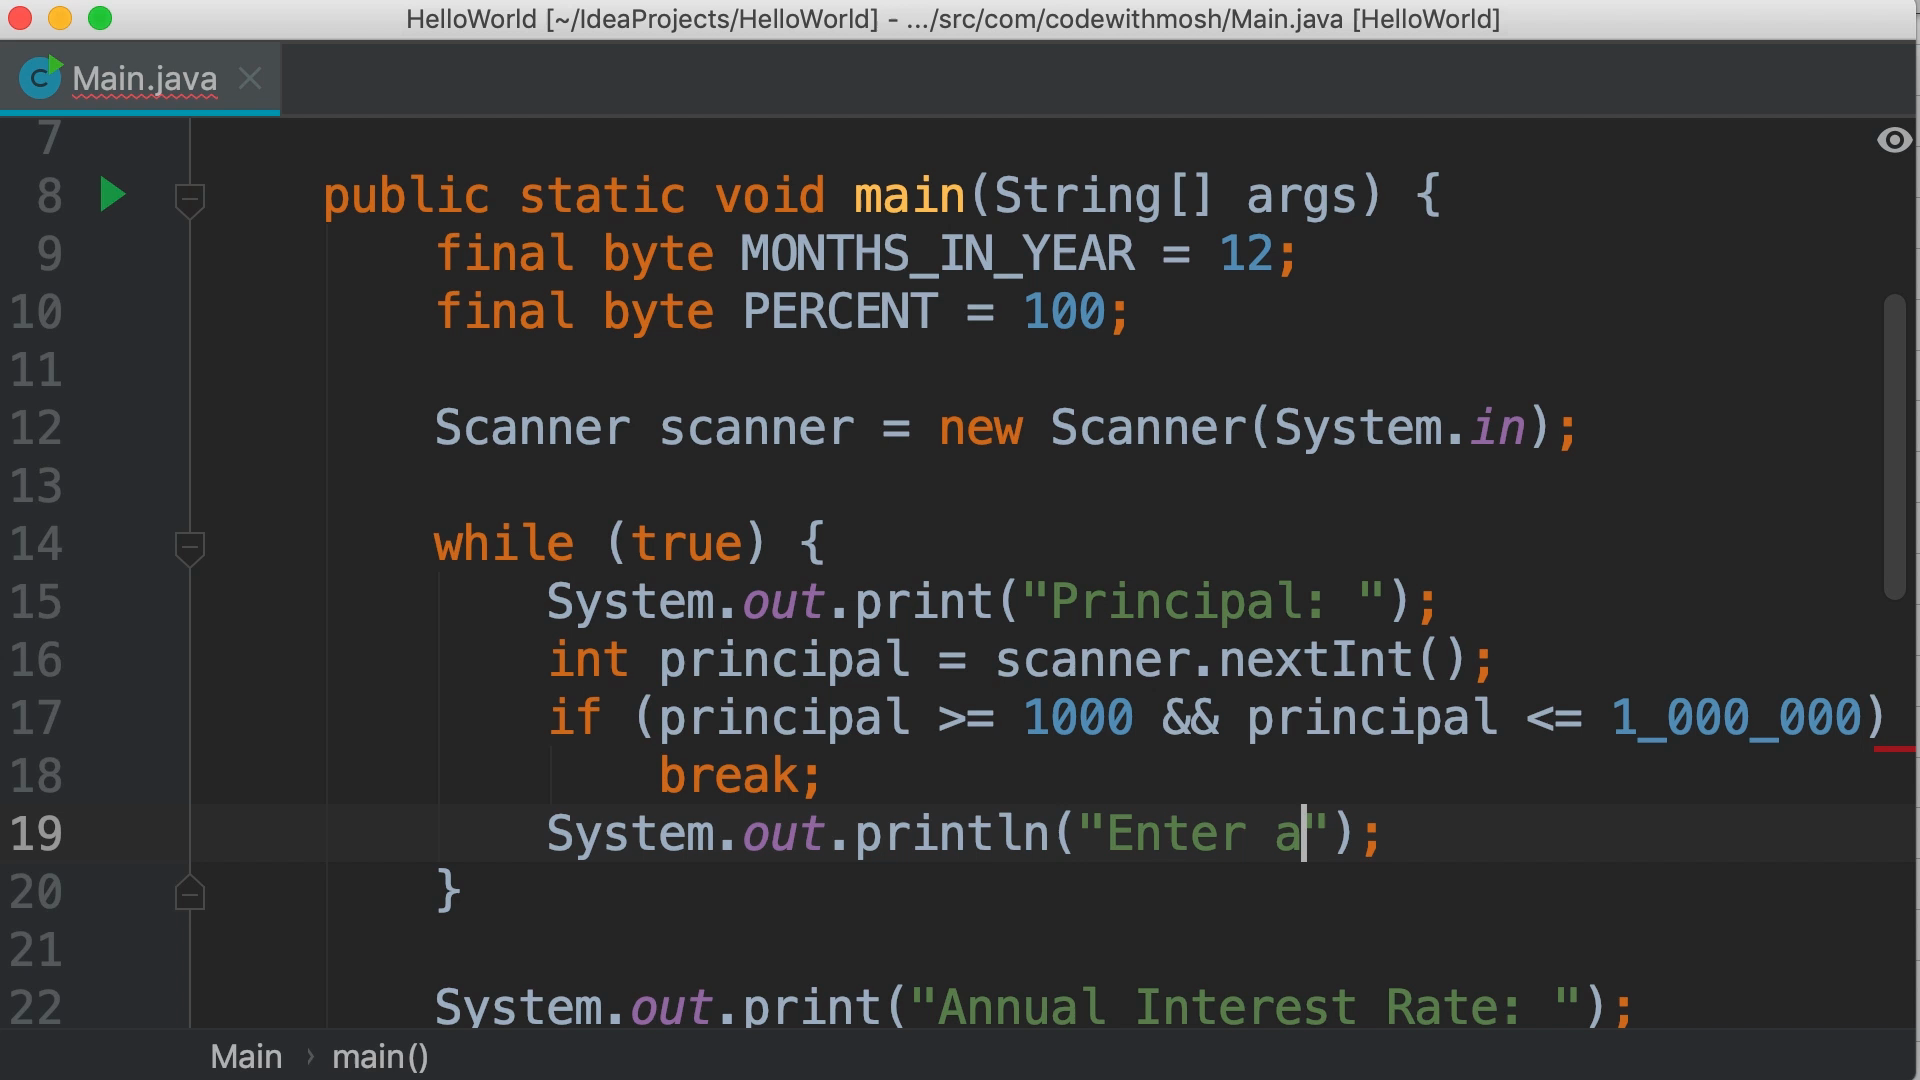 HelloWorld [~/IdeaProjects/HelloWorld] - .../src/com/codewithmosh/Main.java [HelloWorld]
C Main.java
7
8 public static void main(String[] args) {
9 final byte MONTHS_IN_YEAR = 12;
10 final byte PERCENT = 100;
11
12 Scanner scanner = new Scanner(System.in);
13
14 while (true) {
15 System.out.print("Principal: ");
16 int principal = scanner.nextInt();
17 if (principal >= 1000 && principal <= 1_000_000)
18 break;
19 System.out.println("Enter a");
20 }
21
22 System.out.print("Annual Interest Rate: ");
Main › main()